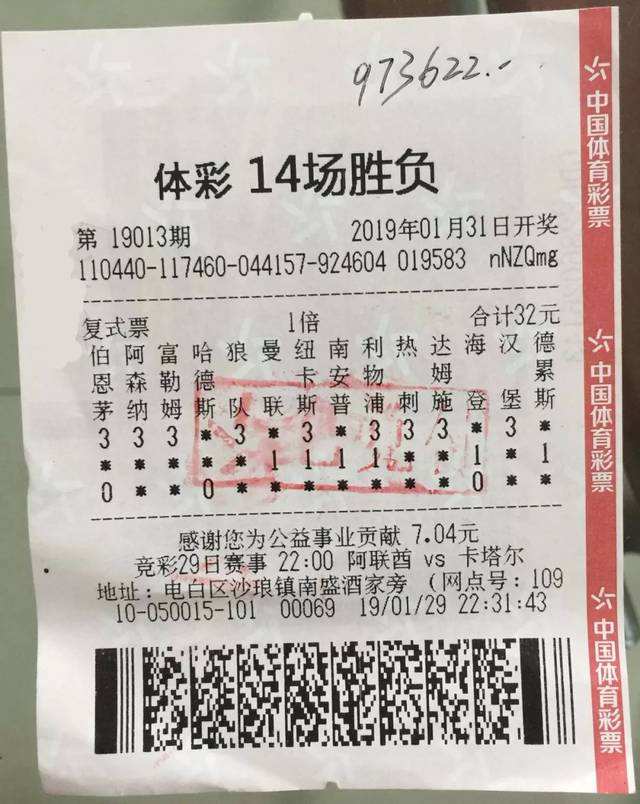 973622.-
体彩 14场胜负
第 19013期 2019年01月31日开奖
110440-117460-044157-924604 019583 nNZQmg
复式票 1倍 合计32元
伯 阿 富 哈 狼 曼 纽 南 利 热 达 海 汉 德
恩 森 勒 德 卡 安 物 姆 累
茅 纳 姆 斯 队 联 斯 普 浦 刺 施 登 堡 斯
3 3 3 * 3 * 3 * 3 3 3 * 3 *
* * * * * 1 1 1 1 * * 1 * 1
0 * * 0 * * * * * * * 0 * *
感谢您为公益事业贡献 7.04元
竞彩29日赛事 22:00 阿联酋 vs 卡塔尔
地址: 电白区沙琅镇南盛酒家旁 (网点号: 109
10-050015-101 00069 19/01/29 22:31:43
中国体育彩票
中国体育彩票
中国体育彩票